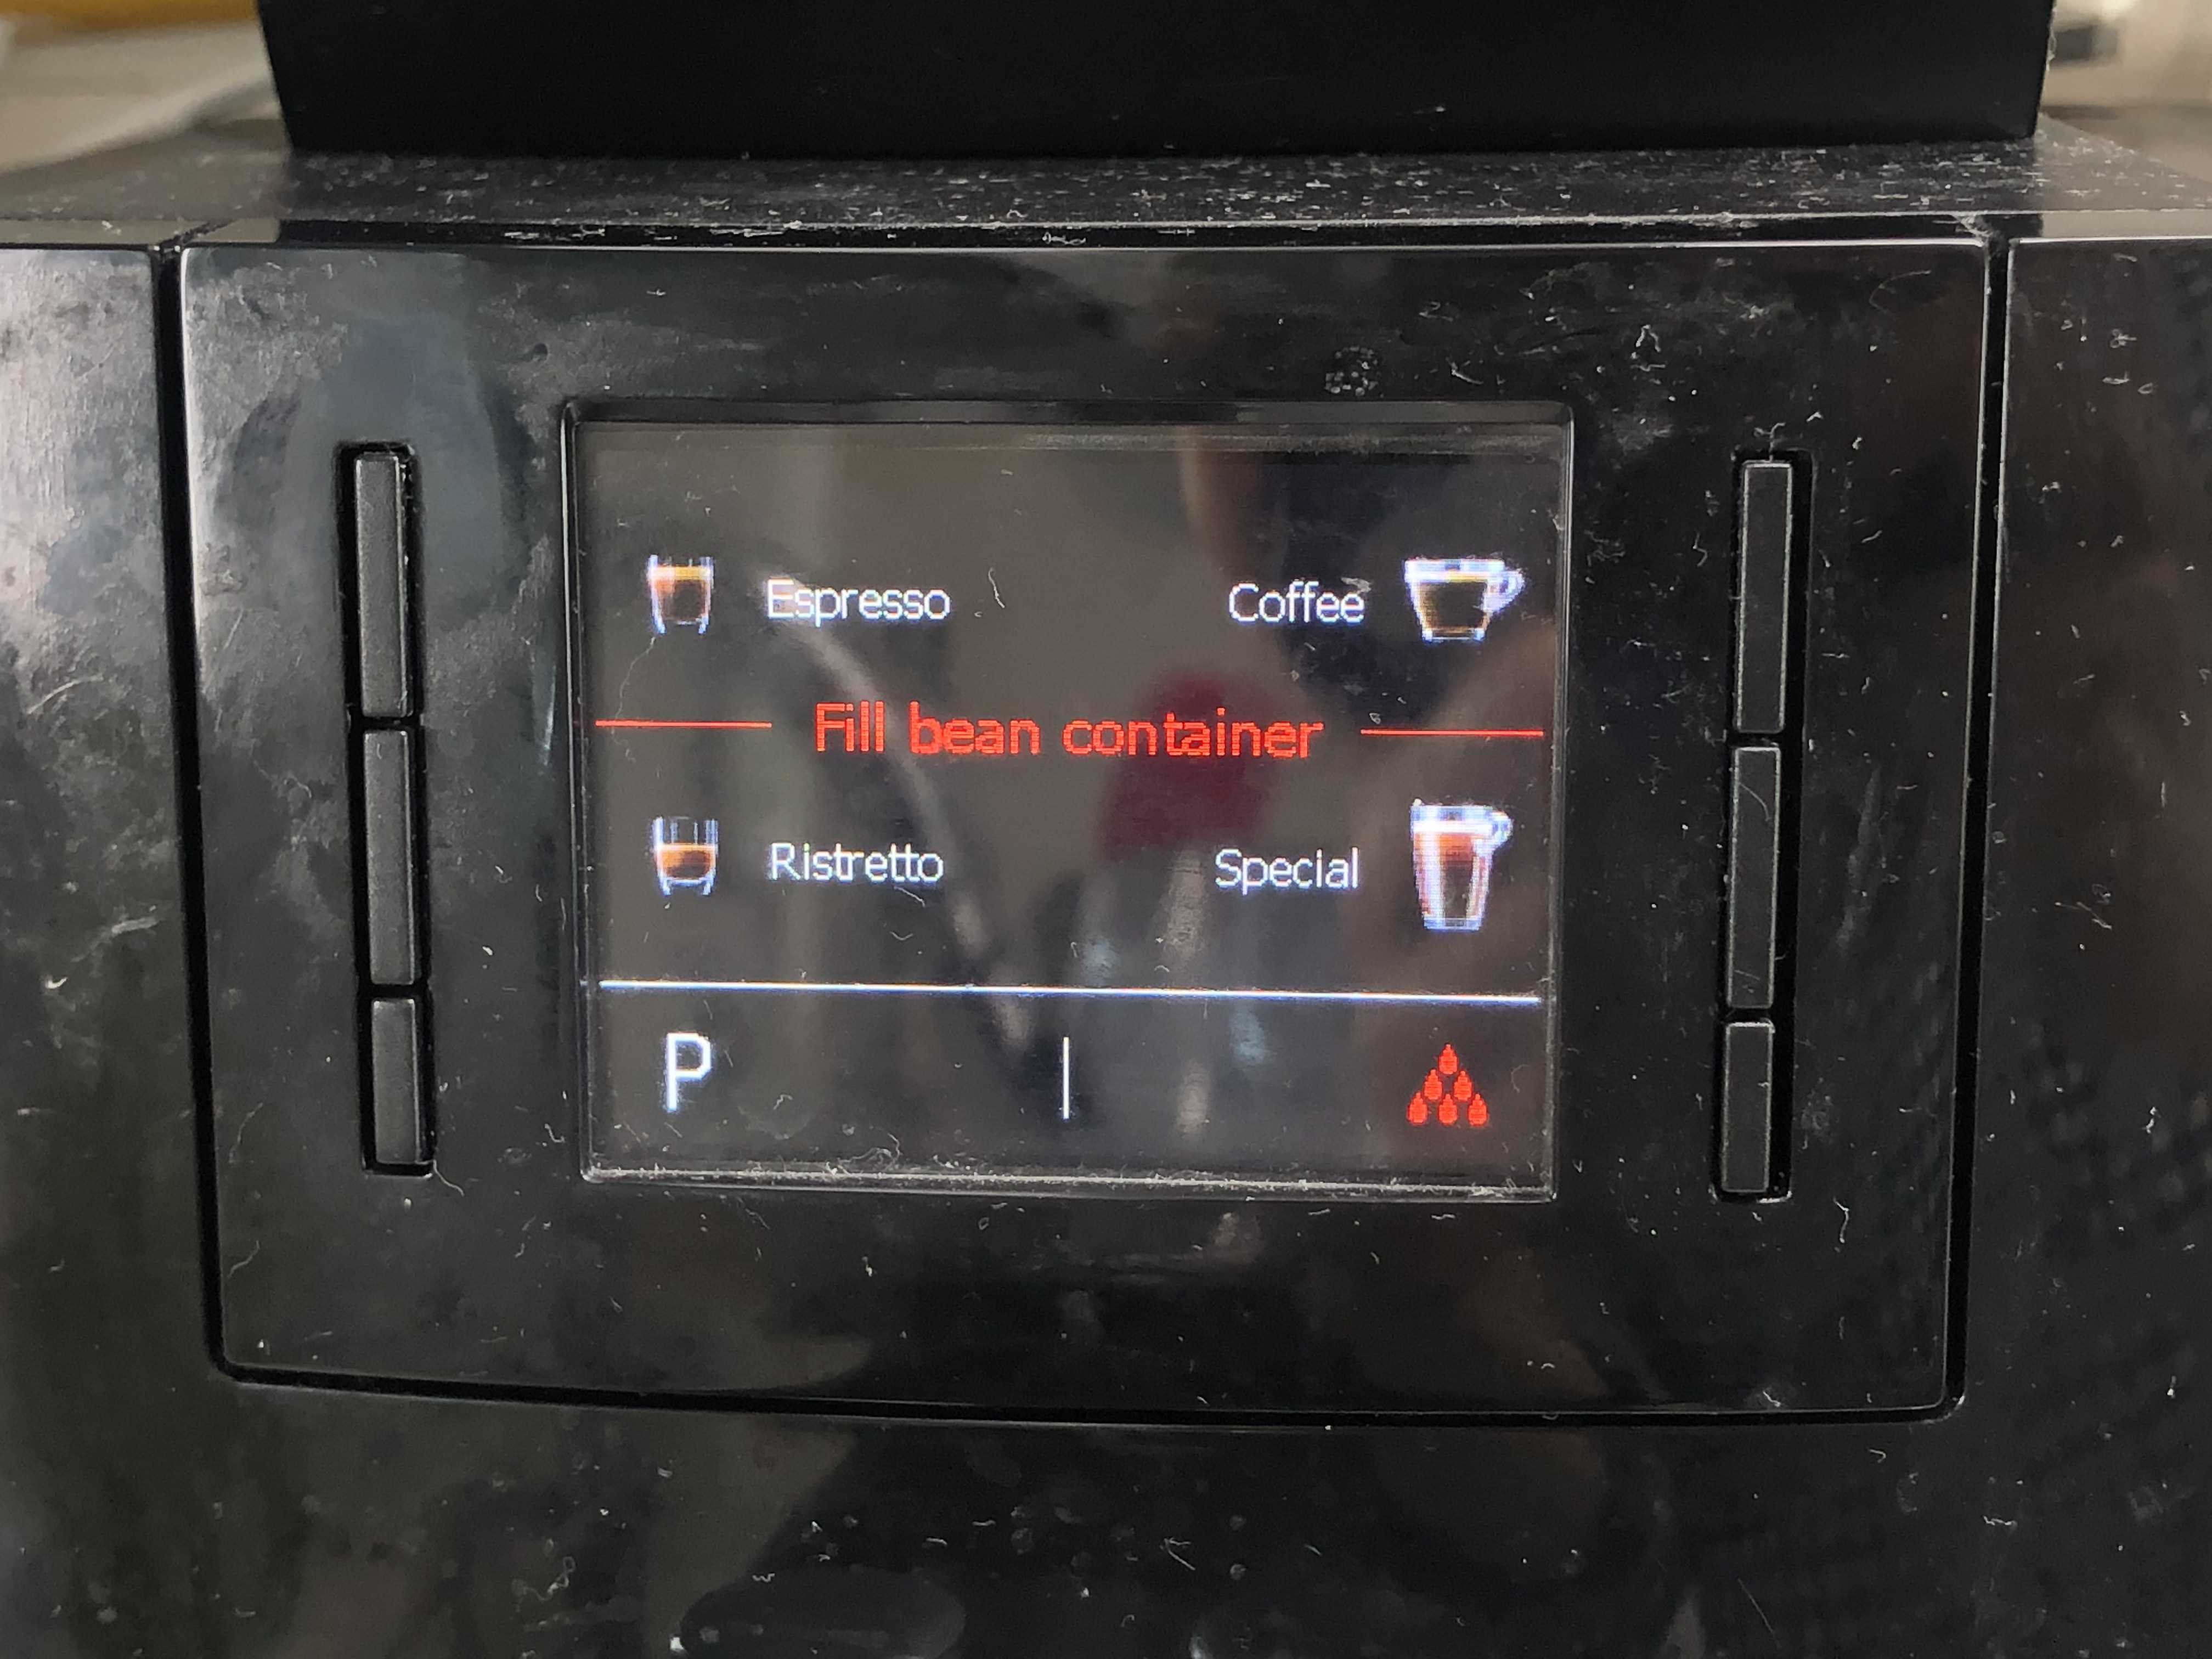 Espresso Coffee
Fill bean container
Ristretto Special
P